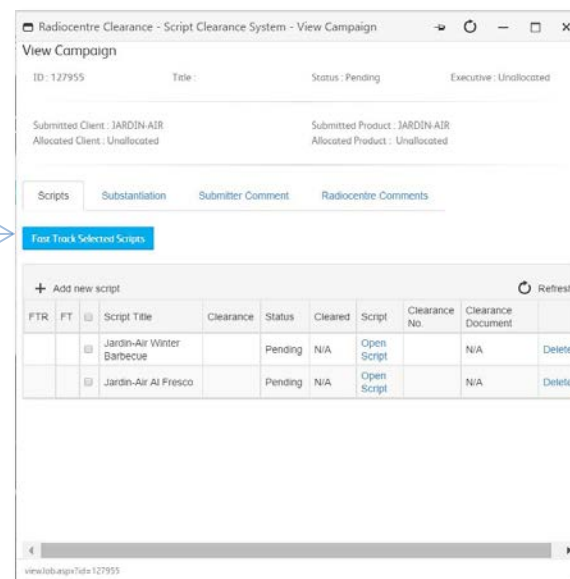 Radiocentre Clearance - Script Clearance System - View Campaign
View Campaign
ID : 127955 Title : Status : Pending Executive : Unallocated
Submitted Client : JARDIN-AIR Submitted Product : JARDIN-AIR
Allocated Client : Unallocated Allocated Product : Unallocated
Scripts Substantiation Submitter Comment Radiocentre Comments
Fast Track Selected Scripts
+ Add new script Refresh
FTR FT Script Title Clearance Status Cleared Script Clearance No. Clearance Document
Jardin-Air Winter Barbecue Pending N/A Open Script N/A Delete
Jardin-Air Al Fresco Pending N/A Open Script N/A Delete
view.lob.aspx?id=127955